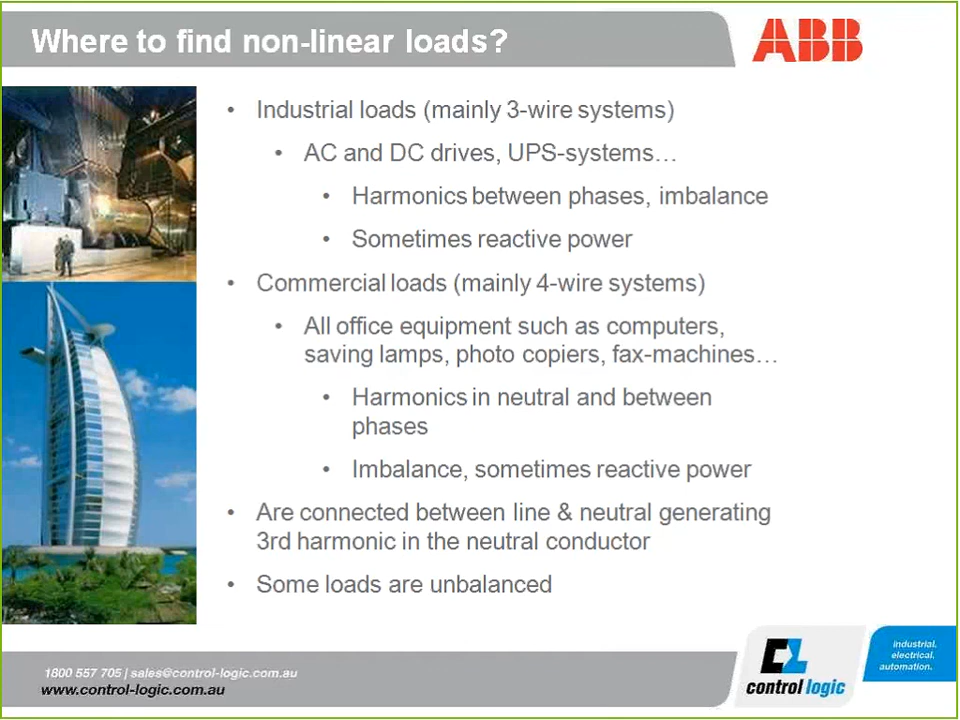 Where to find non-linear loads?
ABB
• Industrial loads (mainly 3-wire systems)
• AC and DC drives, UPS-systems…
• Harmonics between phases, imbalance
• Sometimes reactive power
• Commercial loads (mainly 4-wire systems)
• All office equipment such as computers,
saving lamps, photo copiers, fax-machines…
• Harmonics in neutral and between
phases
• Imbalance, sometimes reactive power
• Are connected between line & neutral generating
3rd harmonic in the neutral conductor
• Some loads are unbalanced
1800 557 705 | sales@control-logic.com.au
www.control-logic.com.au
control logic
industrial.
electrical.
automation.